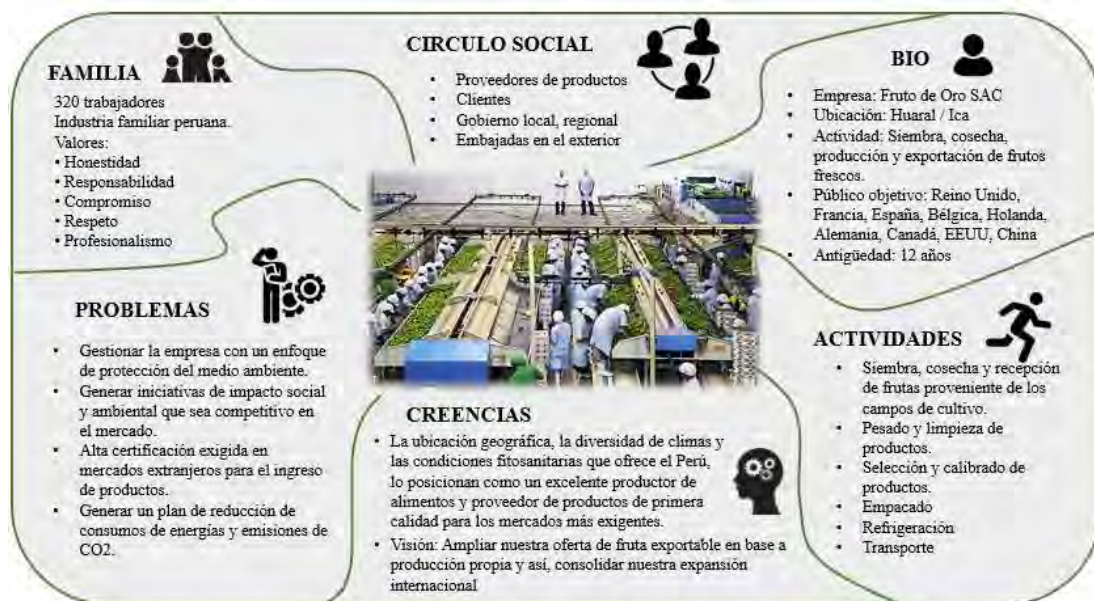 FAMILIA
320 trabajadores
Industria familiar peruana.
Valores:
• Honestidad
• Responsabilidad
• Compromiso
• Respeto
• Profesionalismo
CIRCULO SOCIAL
• Proveedores de productos
• Clientes
• Gobierno local, regional
• Embajadas en el exterior
BIO
• Empresa: Fruto de Oro SAC
• Ubicación: Huaral / Ica
• Actividad: Siembra, cosecha,
producción y exportación de frutos
frescos.
• Público objetivo: Reino Unido,
Francia, España, Bélgica, Holanda,
Alemania, Canadá, EEUU, China
• Antigüedad: 12 años
PROBLEMAS
• Gestionar la empresa con un enfoque
de protección del medio ambiente.
• Generar iniciativas de impacto social
y ambiental que sea competitivo en
el mercado.
• Alta certificación exigida en
mercados extranjeros para el ingreso
de productos.
• Generar un plan de reducción de
consumos de energías y emisiones de
CO2.
CREENCIAS
• La ubicación geográfica, la diversidad de climas y
las condiciones fitosanitarias que ofrece el Perú,
lo posicionan como un excelente productor de
alimentos y proveedor de productos de primera
calidad para los mercados más exigentes.
• Visión: Ampliar nuestra oferta de fruta exportable en base a
producción propia y así, consolidar nuestra expansión
internacional
ACTIVIDADES
• Siembra, cosecha y recepción
de frutas proveniente de los
campos de cultivo.
• Pesado y limpieza de
productos.
• Selección y calibrado de
productos.
• Empacado
• Refrigeración
• Transporte